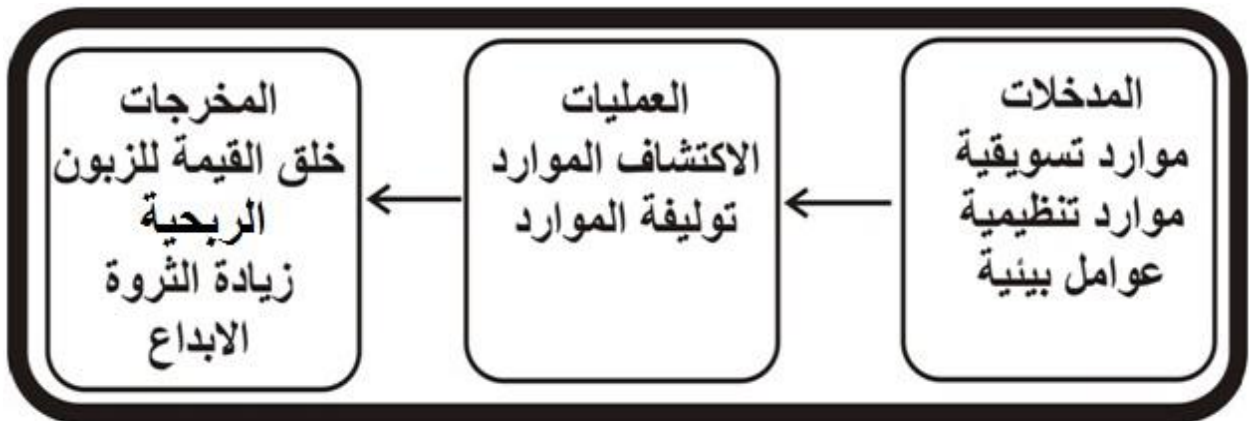 المدخلات
موارد تسويقية
موارد تنظيمية
عوامل بيئية
العمليات
الاكتشاف الموارد
توليفة الموارد
المخرجات
خلق القيمة للزبون
الربحية
زيادة الثروة
الابداع